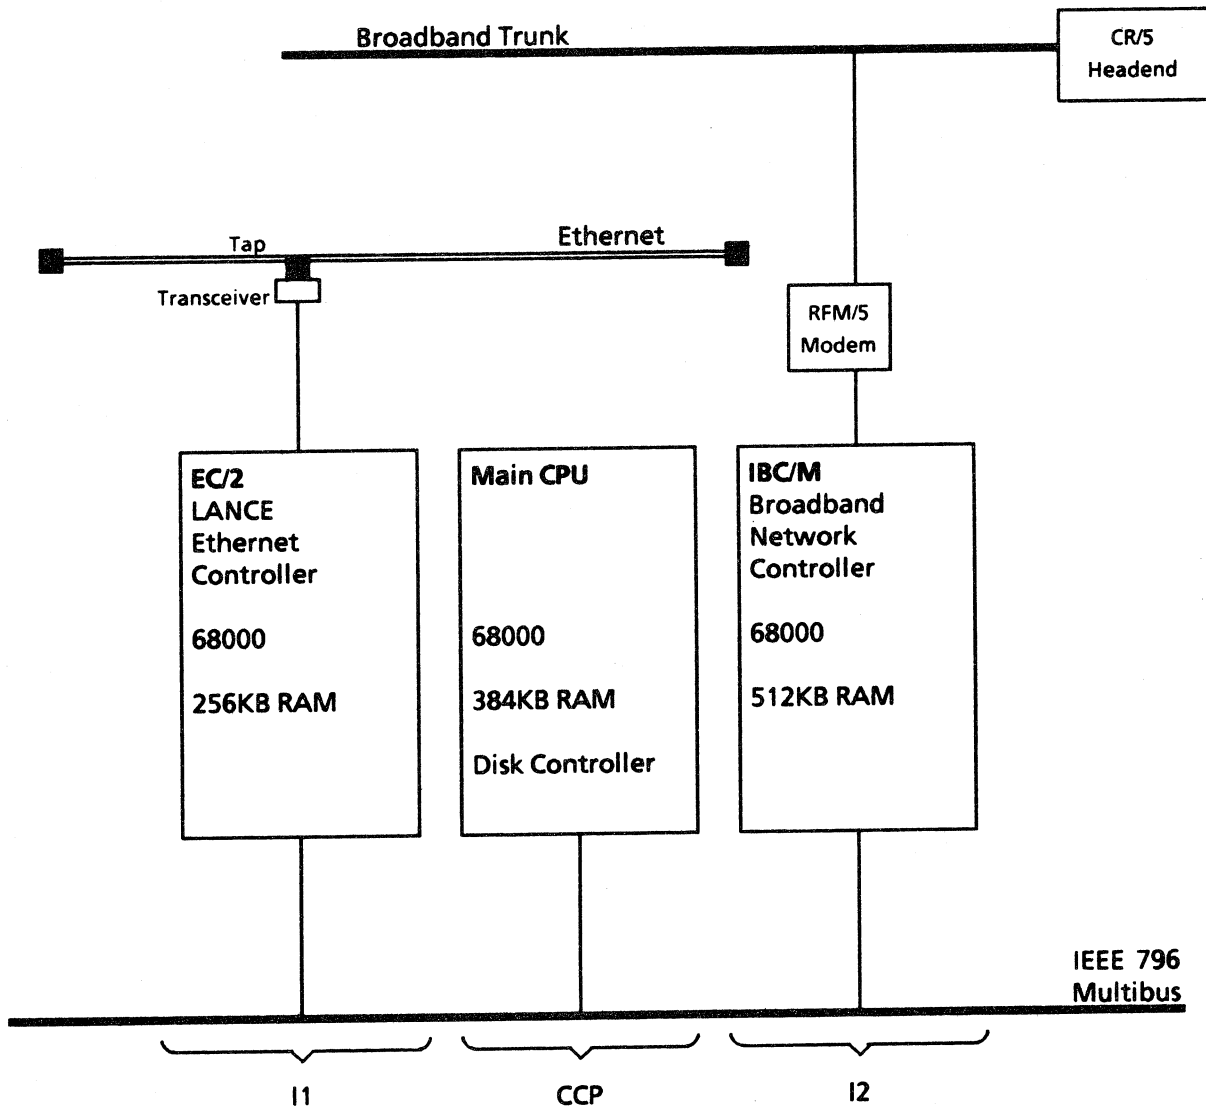 Broadband Trunk
CR/5
Headend
Tap
Ethernet
Transceiver
RFM/5
Modem
EC/2
LANCE
Ethernet
Controller
68000
256KB RAM
Main CPU
68000
384KB RAM
Disk Controller
IBC/M
Broadband
Network
Controller
68000
512KB RAM
IEEE 796
Multibus
I1
CCP
I2